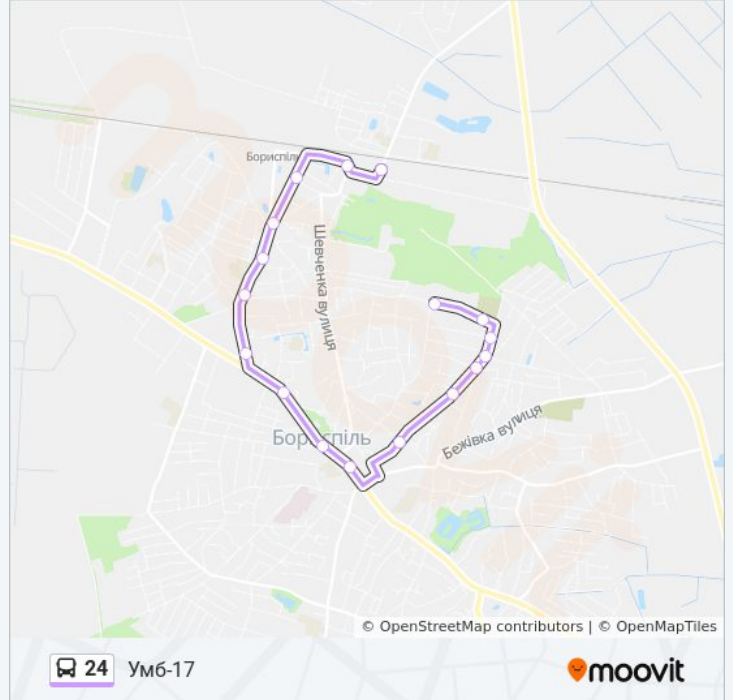 Бориспіль
Шевченка вулиця
Бориспіль
Бежівка вулиця
© OpenStreetMap contributors | © OpenMapTiles
24 Умб-17
moovit